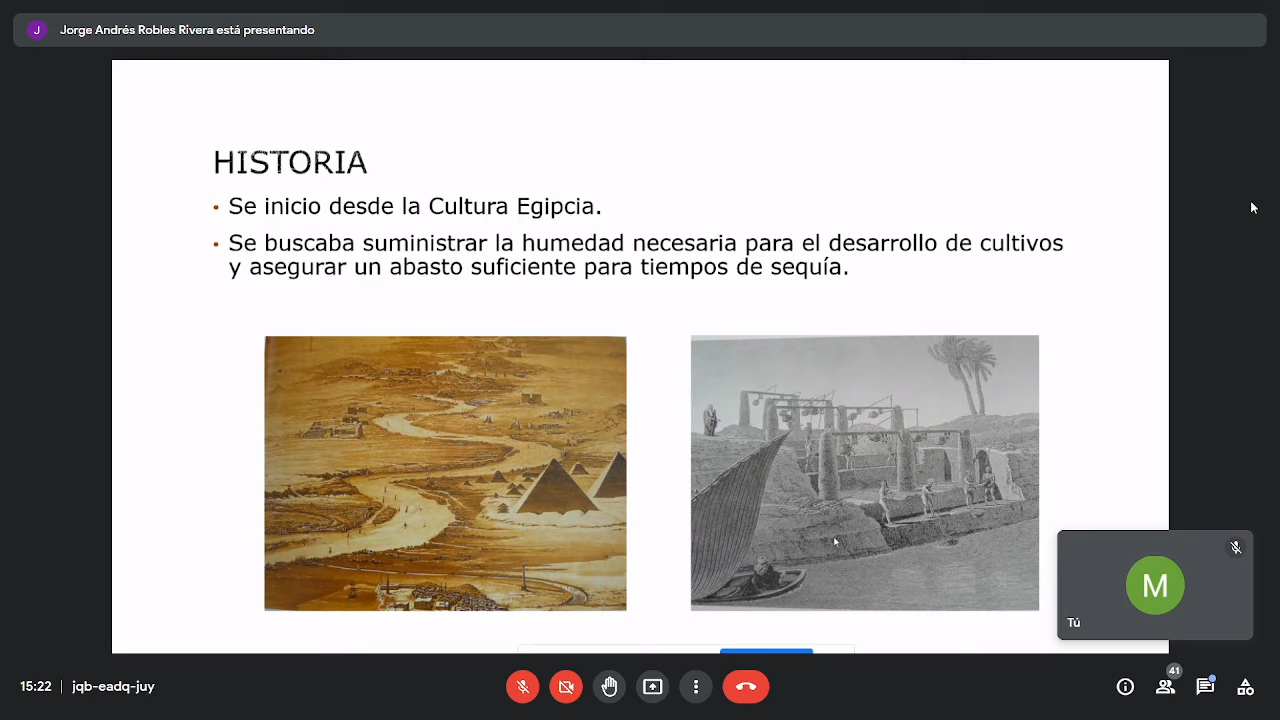 J Jorge Andrés Robles Rivera está presentando
HISTORIA
• Se inicio desde la Cultura Egipcia.
• Se buscaba suministrar la humedad necesaria para el desarrollo de cultivos
y asegurar un abasto suficiente para tiempos de sequía.
M
Tú
15:22 | jqb-eadq-juy
41